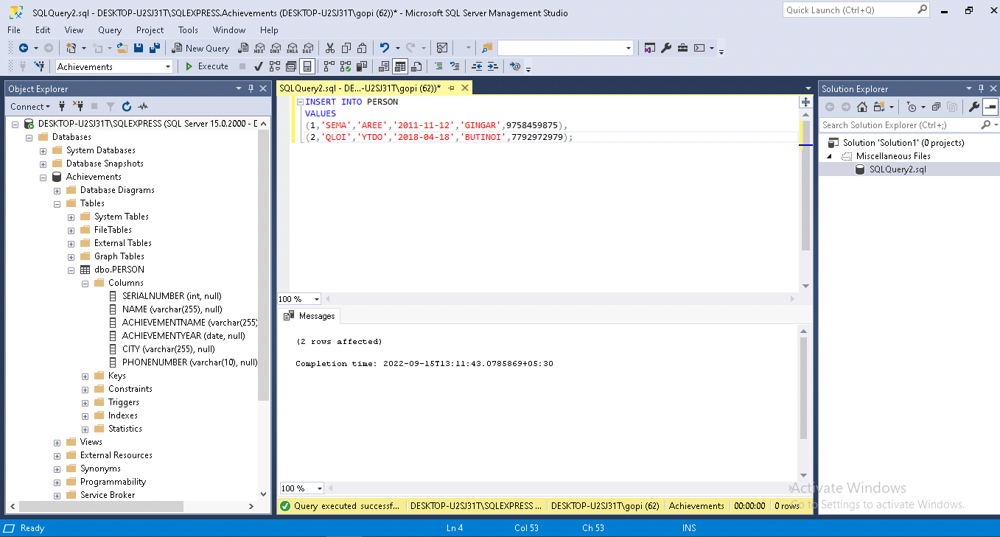 SQLQuery2.sql - DESKTOP-U2SJ31T\SQLEXPRESS.Achievements (DESKTOP-U2SJ31T\gopi (62))* - Microsoft SQL Server Management Studio
Quick Launch (Ctrl+Q)
File Edit View Query Project Tools Window Help
New Query MDX DMX XMLA DAX
Achievements Execute
Object Explorer
Connect
DESKTOP-U2SJ31T\SQLEXPRESS (SQL Server 15.0.2000 - D
Databases
System Databases
Database Snapshots
Achievements
Database Diagrams
Tables
System Tables
FileTables
External Tables
Graph Tables
dbo.PERSON
Columns
SERIALNUMBER (int, null)
NAME (varchar(255), null)
ACHIEVEMENTNAME (varchar(255)
ACHIEVEMENTYEAR (date, null)
CITY (varchar(255), null)
PHONENUMBER (varchar(10), null)
Keys
Constraints
Triggers
Indexes
Statistics
Views
External Resources
Synonyms
Programmability
Service Broker
SQLQuery2.sql - DE...-U2SJ31T\gopi (62))*
INSERT INTO PERSON
VALUES
(1,'SEMA','AREE','2011-11-12','GINGAR',9758459875),
(2,'QLOI','YTDO','2018-04-18','BUTINOI',7792972979);
100 %
Messages
(2 rows affected)
Completion time: 2022-09-15T13:11:43.0785869+05:30
100 %
Query executed successf... DESKTOP-U2SJ31T\SQLEXPRESS ... DESKTOP-U2SJ31T\gopi (62) Achievements 00:00:00 0 rows
Solution Explorer
Search Solution Explorer (Ctrl+;)
Solution 'Solution1' (0 projects)
Miscellaneous Files
SQLQuery2.sql
Activate Windows
Go to Settings to activate Windows.
Ready Ln 4 Col 53 Ch 53 INS